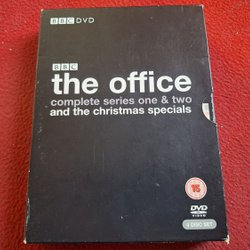 BBC DVD
BBC
the office
complete series one & two
and the christmas specials
15
DVD
VIDEO
4 DISC SET